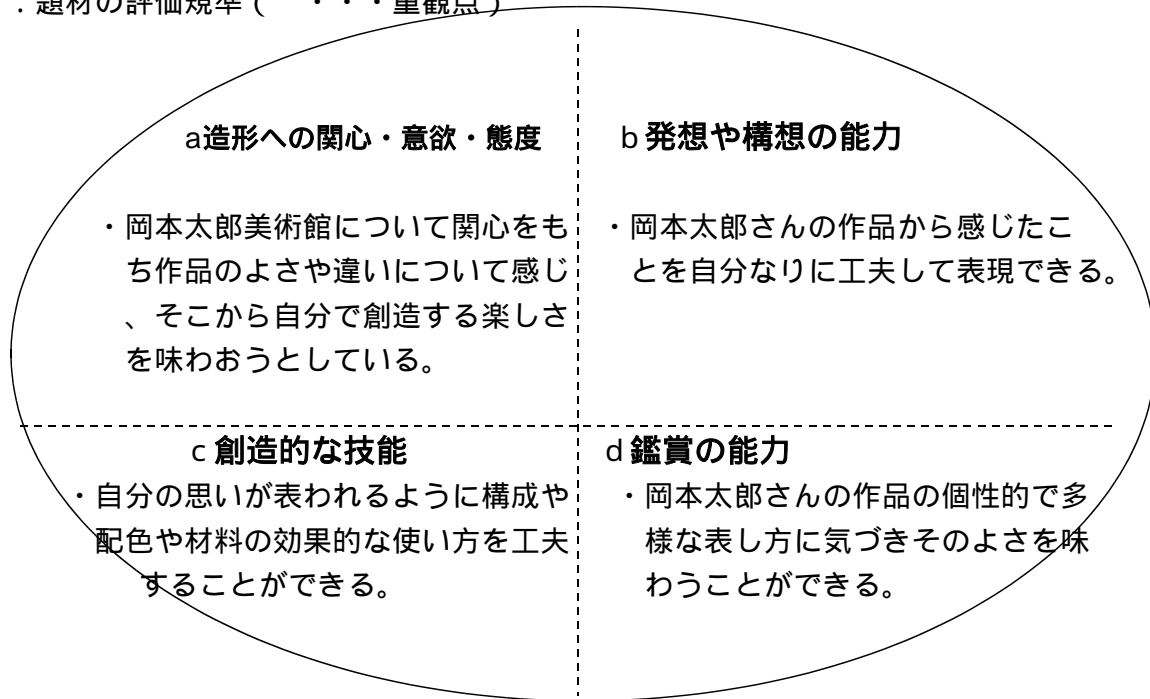 ．題材の評価規準（　・・・重観点）
a造形への関心・意欲・態度
・岡本太郎美術館について関心をも
ち作品のよさや違いについて感じ
、そこから自分で創造する楽しさ
を味わおうとしている。
b 発想や構想の能力
・岡本太郎さんの作品から感じたこ
とを自分なりに工夫して表現できる。
c 創造的な技能
・自分の思いが表われるように構成や
配色や材料の効果的な使い方を工夫
することができる。
d 鑑賞の能力
・岡本太郎さんの作品の個性的で多
様な表し方に気づきそのよさを味
わうことができる。